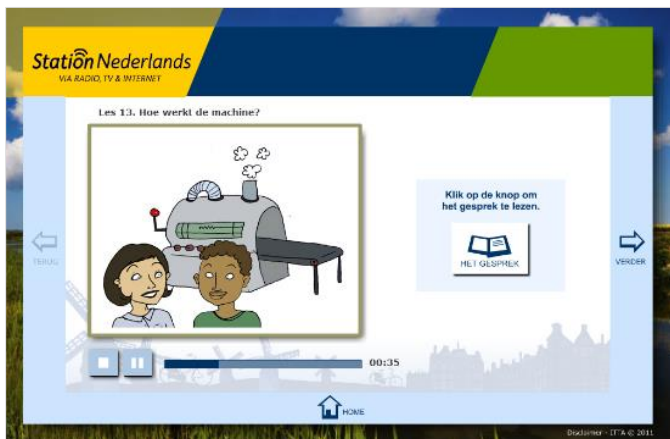 Station Nederlands
VIA RADIO, TV & INTERNET
Les 13. Hoe werkt de machine?
Klik op de knop om
het gesprek te lezen.
HET GESPREK
TERUG
VERDER
00:35
HOME
Disclaimer - ITTA © 2011